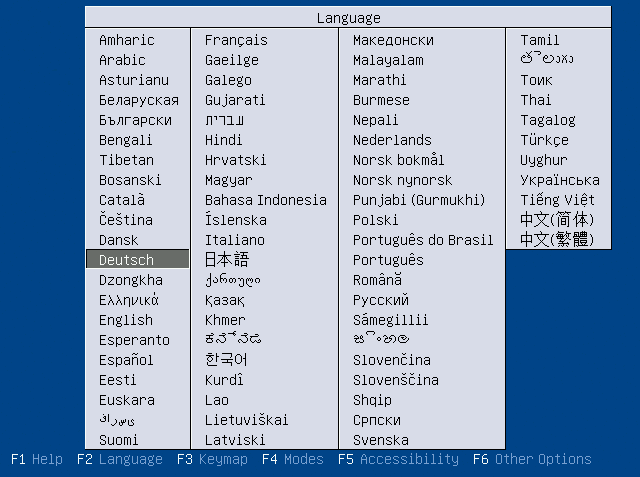 Language
Amharic
Arabic
Asturianu
Беларуская
Български
Bengali
Tibetan
Bosanski
Català
Čeština
Dansk
Deutsch
Dzongkha
Ελληνικά
English
Esperanto
Español
Eesti
Euskara
فارسی
Suomi
Français
Gaeilge
Galego
Gujarati
עברית
Hindi
Hrvatski
Magyar
Bahasa Indonesia
Íslenska
Italiano
日本語
ქართული
Қазақ
Khmer
한국어
Kurdî
Lao
Lietuviškai
Latviski
Македонски
Malayalam
Marathi
Burmese
Nepali
Nederlands
Norsk bokmål
Norsk nynorsk
Punjabi (Gurmukhi)
Polski
Português do Brasil
Português
Română
Русский
Sámegillii
Slovenčina
Slovenščina
Shqip
Српски
Svenska
Tamil
Тоик
Thai
Tagalog
Türkçe
Uyghur
Українська
Tiếng Việt
中文(简体)
中文(繁體)
F1 Help F2 Language F3 Keymap F4 Modes F5 Accessibility F6 Other Options